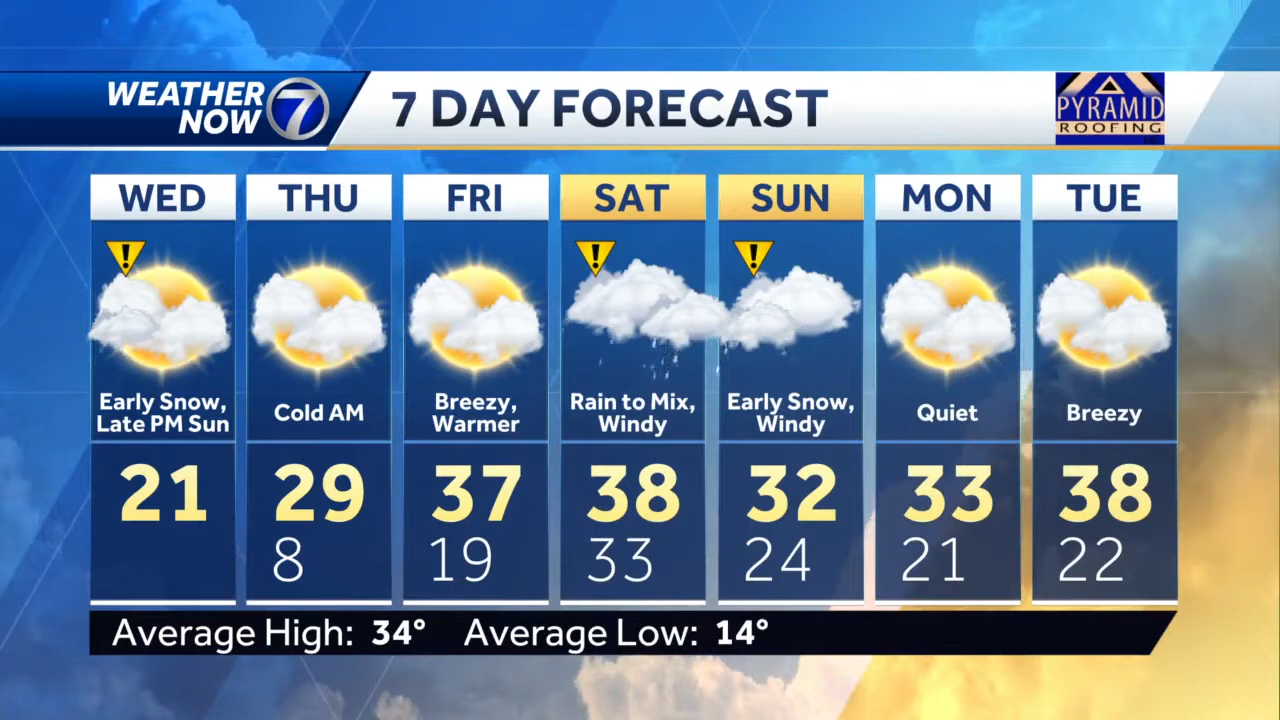 WEATHER
NOW
7
7 DAY FORECAST
PYRAMID
ROOFING
WED THU FRI SAT SUN MON TUE
! ! !
Early Snow,
Late PM Sun
Cold AM
Breezy,
Warmer
Rain to Mix,
Windy
Early Snow,
Windy
Quiet
Breezy
21 29 37 38 32 33 38
8 19 33 24 21 22
Average High: 34° Average Low: 14°